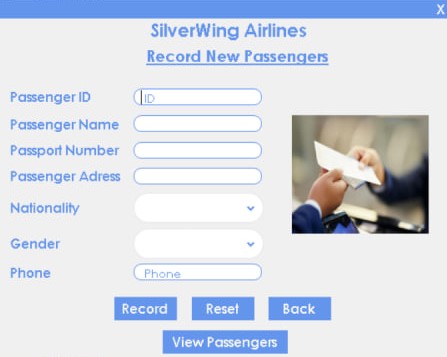 X
SilverWing Airlines
Record New Passengers
Passenger ID
ID
Passenger Name
Passport Number
Passenger Adress
Nationality
Gender
Phone
Phone
Record Reset Back
View Passengers